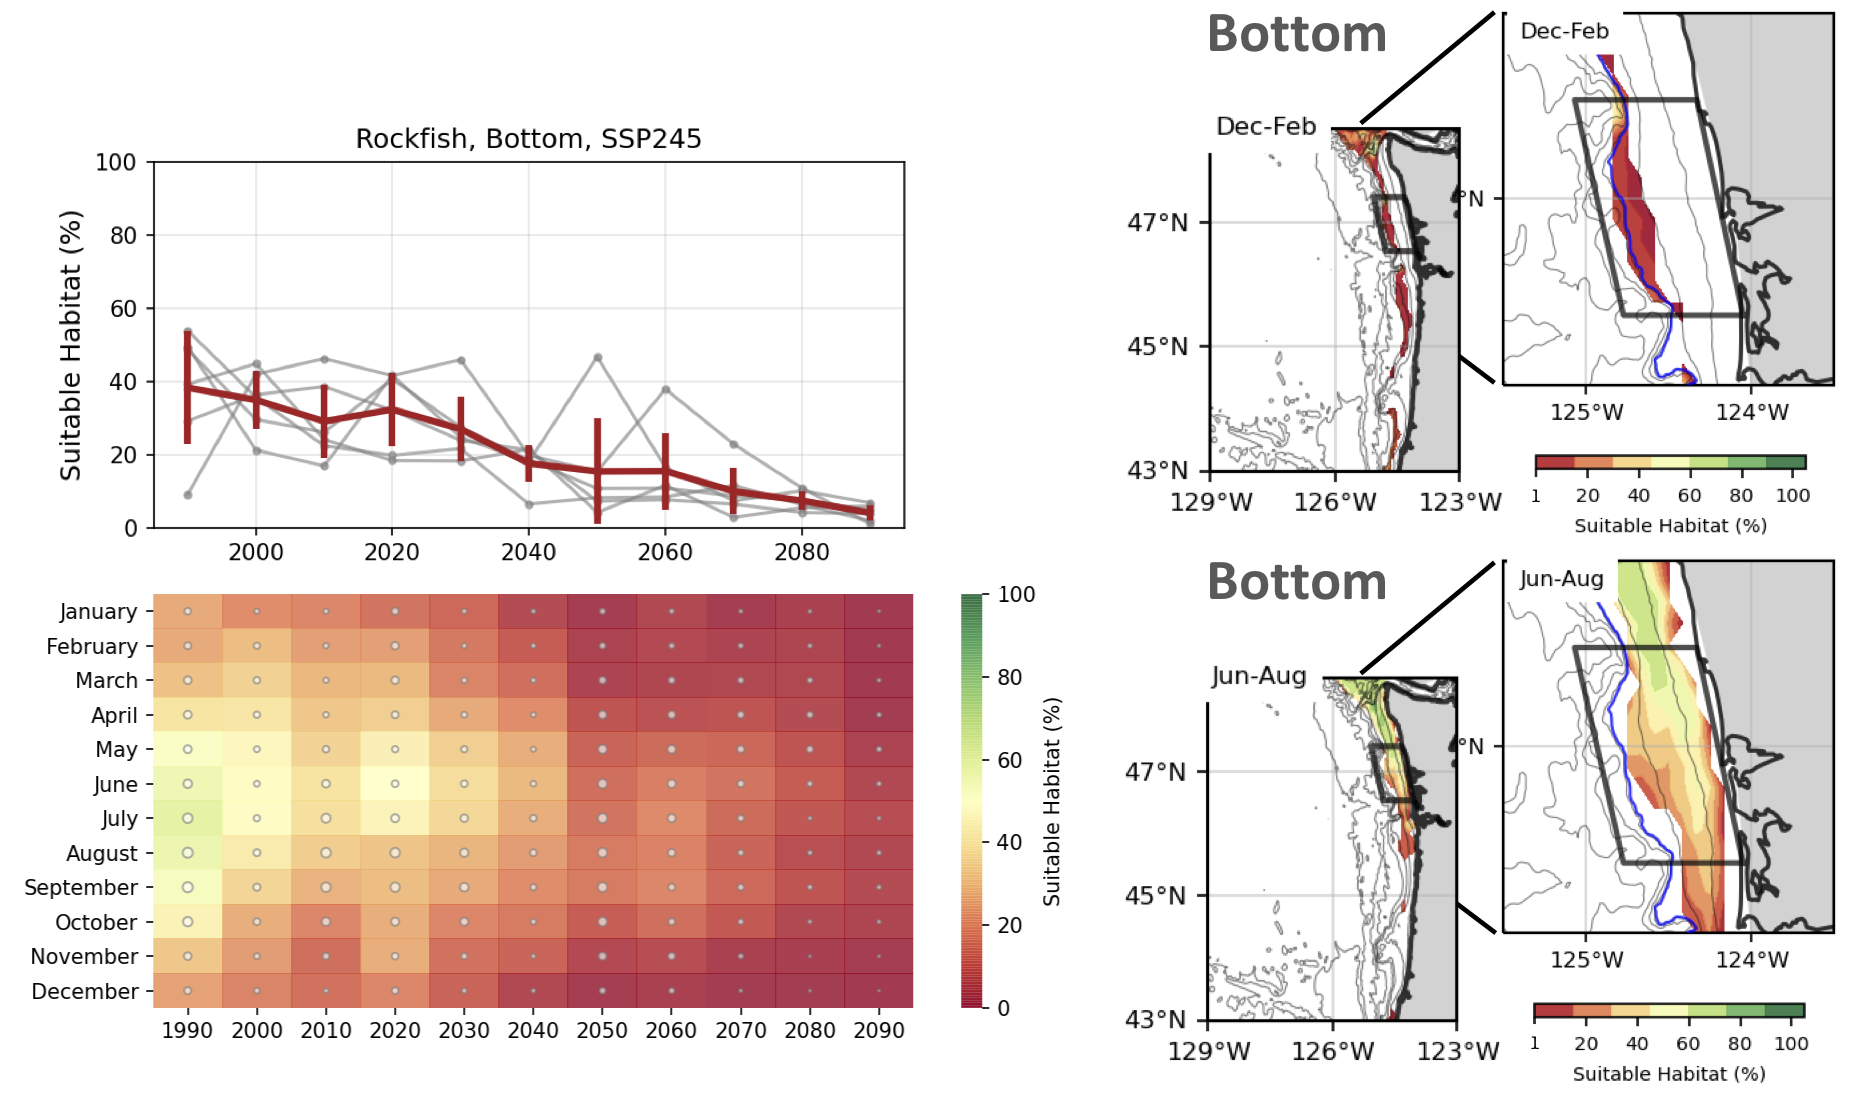 Rockfish, Bottom, SSP245
100
80
60
40
20
0
Suitable Habitat (%)
2000
2020
2040
2060
2080
January
February
March
April
May
June
July
August
September
October
November
December
1990
2000
2010
2020
2030
2040
2050
2060
2070
2080
2090
100
80
60
40
20
0
Suitable Habitat (%)
Bottom
Dec-Feb
47°N
45°N
43°N
129°W
126°W
123°W
Dec-Feb
°N
125°W
124°W
1
20
40
60
80
100
Suitable Habitat (%)
Bottom
Jun-Aug
47°N
45°N
43°N
129°W
126°W
123°W
Jun-Aug
°N
125°W
124°W
1
20
40
60
80
100
Suitable Habitat (%)